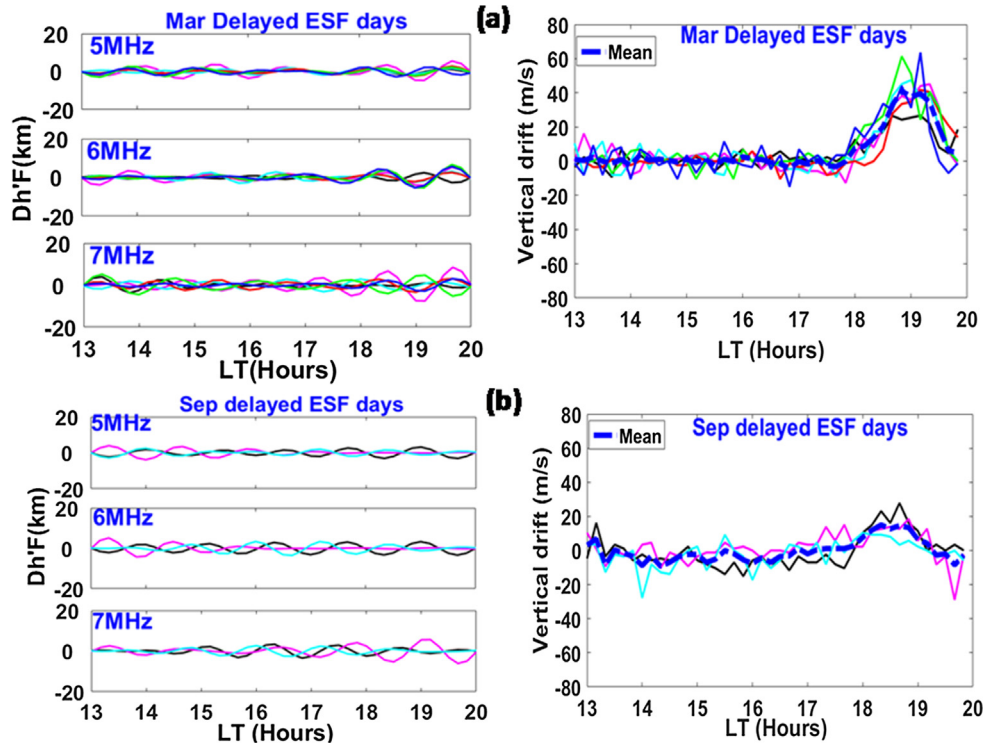 (a)
Mar Delayed ESF days
5MHz
20
0
-20
6MHz
20
0
-20
7MHz
20
0
-20
Dh'F(km)
13 14 15 16 17 18 19 20
LT(Hours)
Mar Delayed ESF days
Mean
80
60
40
20
0
-20
-40
-60
-80
Vertical drift (m/s)
13 14 15 16 17 18 19 20
LT (Hours)
(b)
Sep delayed ESF days
5MHz
20
0
-20
6MHz
20
0
-20
7MHz
20
0
-20
Dh'F(km)
13 14 15 16 17 18 19 20
LT (Hours)
Sep delayed ESF days
Mean
80
60
40
20
0
-20
-40
-60
-80
Vertical drift (m/s)
13 14 15 16 17 18 19 20
LT (Hours)